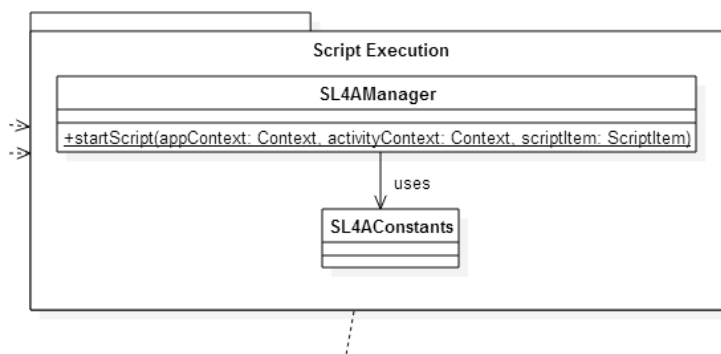 Script Execution
SL4AManager
+startScript(appContext: Context, activityContext: Context, scriptItem: ScriptItem)
uses
SL4AConstants